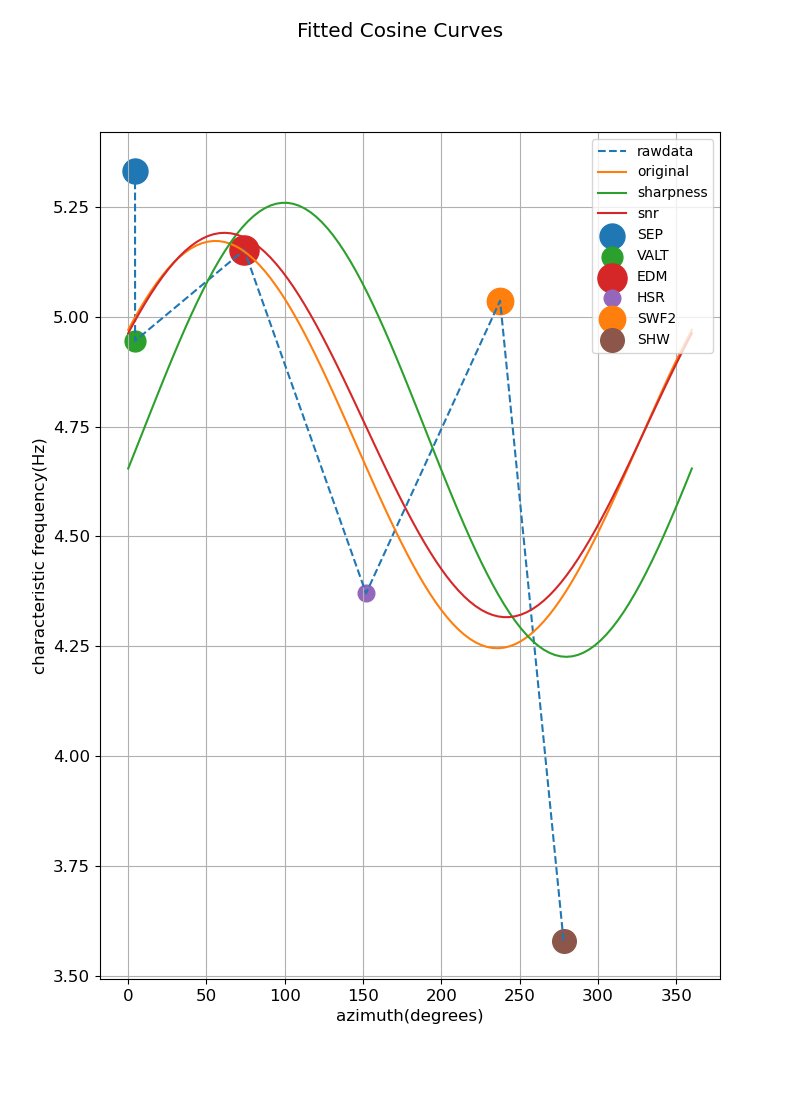 Fitted Cosine Curves
rawdata
original
sharpness
snr
SEP
VALT
EDM
HSR
SWF2
SHW
characteristic frequency(Hz)
5.25
5.00
4.75
4.50
4.25
4.00
3.75
3.50
0 50 100 150 200 250 300 350
azimuth(degrees)